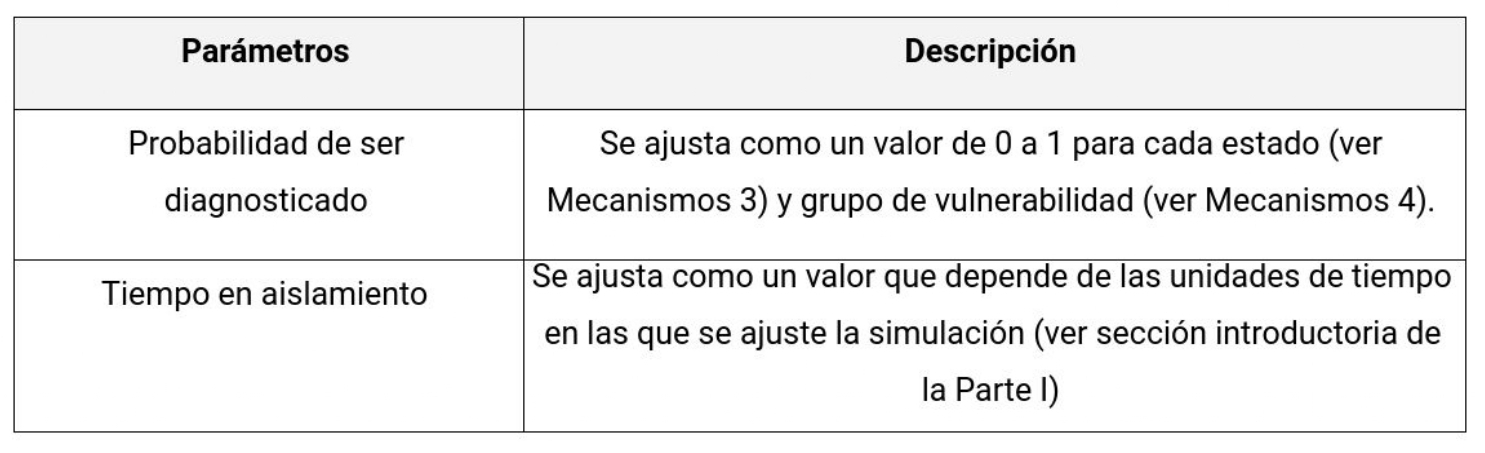 Parámetros
Descripción
Probabilidad de ser
diagnosticado
Se ajusta como un valor de 0 a 1 para cada estado (ver
Mecanismos 3) y grupo de vulnerabilidad (ver Mecanismos 4).
Tiempo en aislamiento
Se ajusta como un valor que depende de las unidades de tiempo
en las que se ajuste la simulación (ver sección introductoria de
la Parte I)